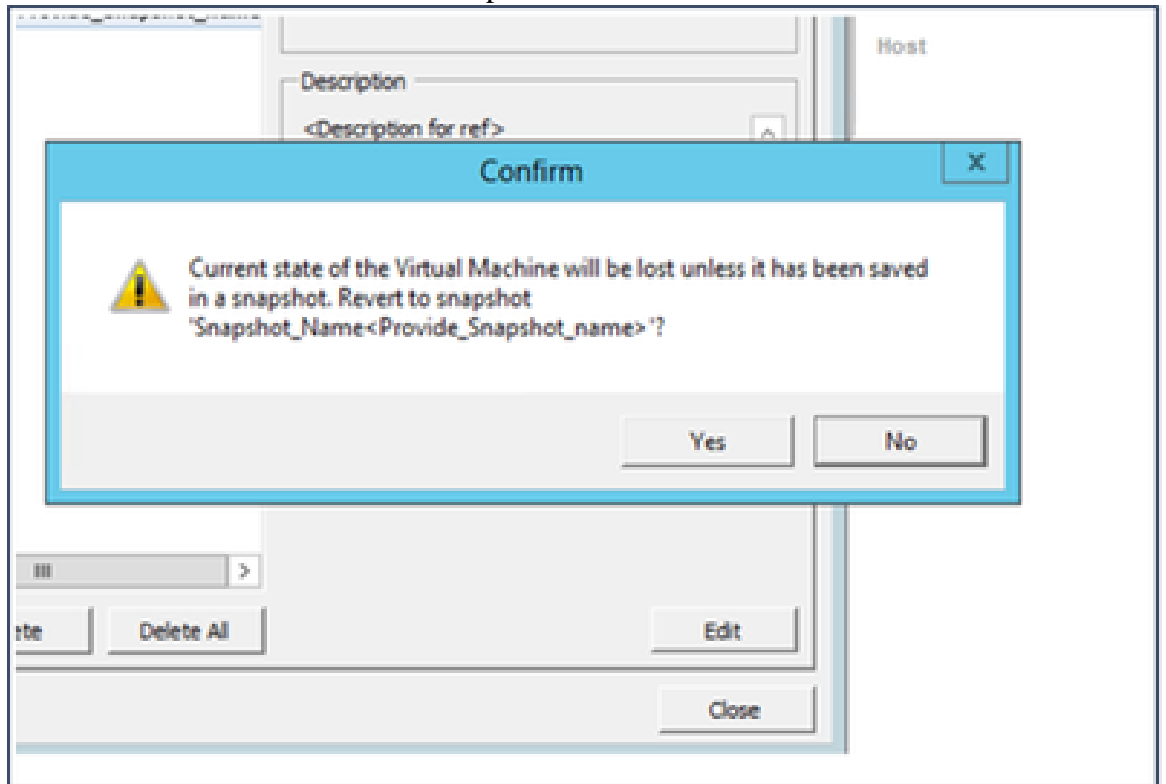 Host
Description
<Description for ref>
Confirm
X
Current state of the Virtual Machine will be lost unless it has been saved
in a snapshot. Revert to snapshot
'Snapshot_Name<Provide_Snapshot_name> '?
Yes
No
Delete All
Edit
Close